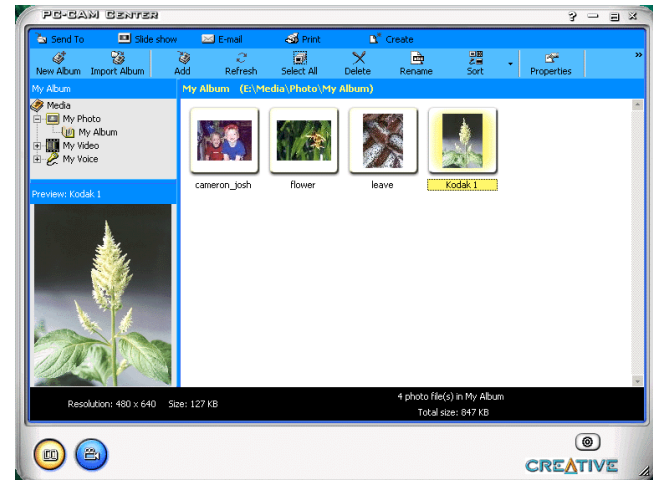 PC-CAM CENTER
Send To Slide show E-mail Print Create
New Album Import Album Add Refresh Select All Delete Rename Sort Properties
My Album
My Album (E:\Media\Photo\My Album)
Media
My Photo
My Album
My Video
My Voice
cameron_josh flower leave Kodak 1
Preview: Kodak 1
Resolution: 480 x 640 Size: 127 KB
4 photo file(s) in My Album
Total size: 847 KB
CREATIVE